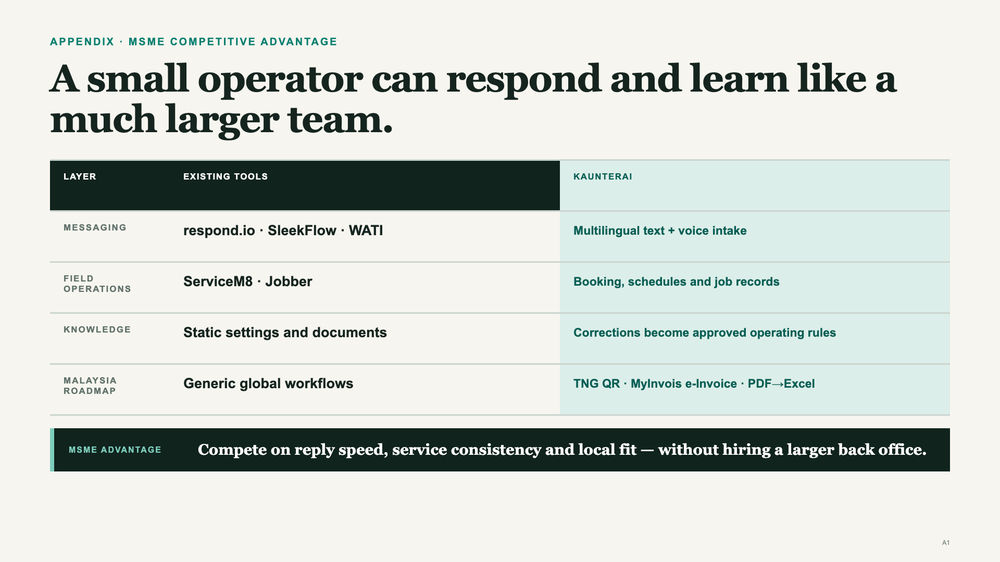 APPENDIX · MSME COMPETITIVE ADVANTAGE
A small operator can respond and learn like a
much larger team.
LAYER EXISTING TOOLS KAUNTERAI
MESSAGING respond.io · SleekFlow · WATI Multilingual text + voice intake
FIELD
OPERATIONS ServiceM8 · Jobber Booking, schedules and job records
KNOWLEDGE Static settings and documents Corrections become approved operating rules
MALAYSIA
ROADMAP Generic global workflows TNG QR · MyInvois e-Invoice · PDF→Excel
MSME ADVANTAGE Compete on reply speed, service consistency and local fit — without hiring a larger back office.
A1